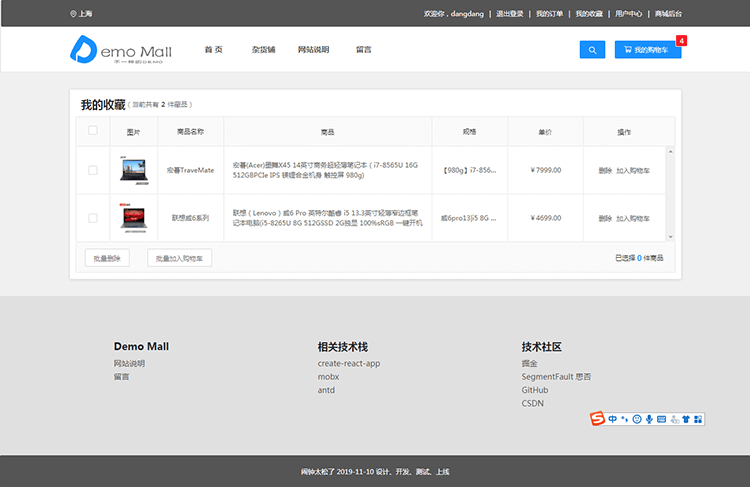 上海
欢迎您，dangdang | 退出登录 | 我的订单 | 我的收藏 | 用户中心 | 商城后台
Demo Mall
不一样的DEMO
首 页 杂货铺 网站说明 留言
我的购物车
4
我的收藏（当前共有 2 件藏品）
图片 商品名称 商品 规格 单价 操作
宏碁TraveMate
宏碁(Acer)墨舞X45 14英寸商务超轻薄笔记本（i7-8565U 16G
512GBPCIe IPS 镁锂合金机身 触控屏 980g)
【980g】i7-856...
¥ 7999.00
删除 加入购物车
联想威6系列
联想（Lenovo）威6 Pro 英特尔酷睿 i5 13.3英寸轻薄窄边框笔
记本电脑(i5-8265U 8G 512GSSD 2G独显 100%sRGB 一键开机
威6pro13|i5 8G ...
¥ 4699.00
删除 加入购物车
批量删除 批量加入购物车
已选择 0 件商品
Demo Mall
网站说明
留言
相关技术栈
create-react-app
mobx
antd
技术社区
掘金
SegmentFault 思否
GitHub
CSDN
中
闹钟太松了 2019-11-10 设计、开发、测试、上线